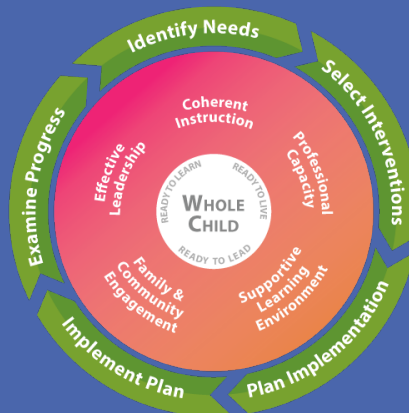 Identify Needs
Select Interventions
Plan Implementation
Implement Plan
Examine Progress
Coherent
Instruction
Professional
Capacity
Supportive
Learning
Environment
Family &
Community
Engagement
Effective
Leadership
READY TO LEARN
READY TO LIVE
READY TO LEAD
WHOLE
CHILD